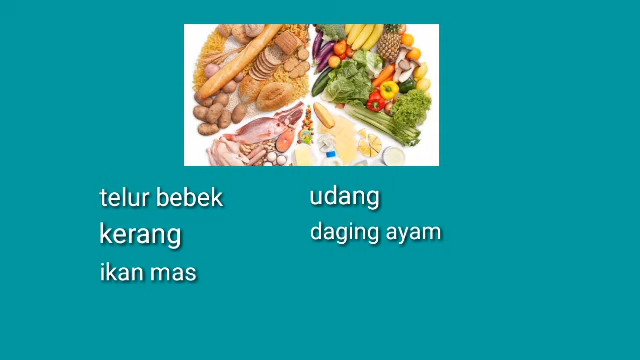 telur bebek
kerang
ikan mas
udang
daging ayam